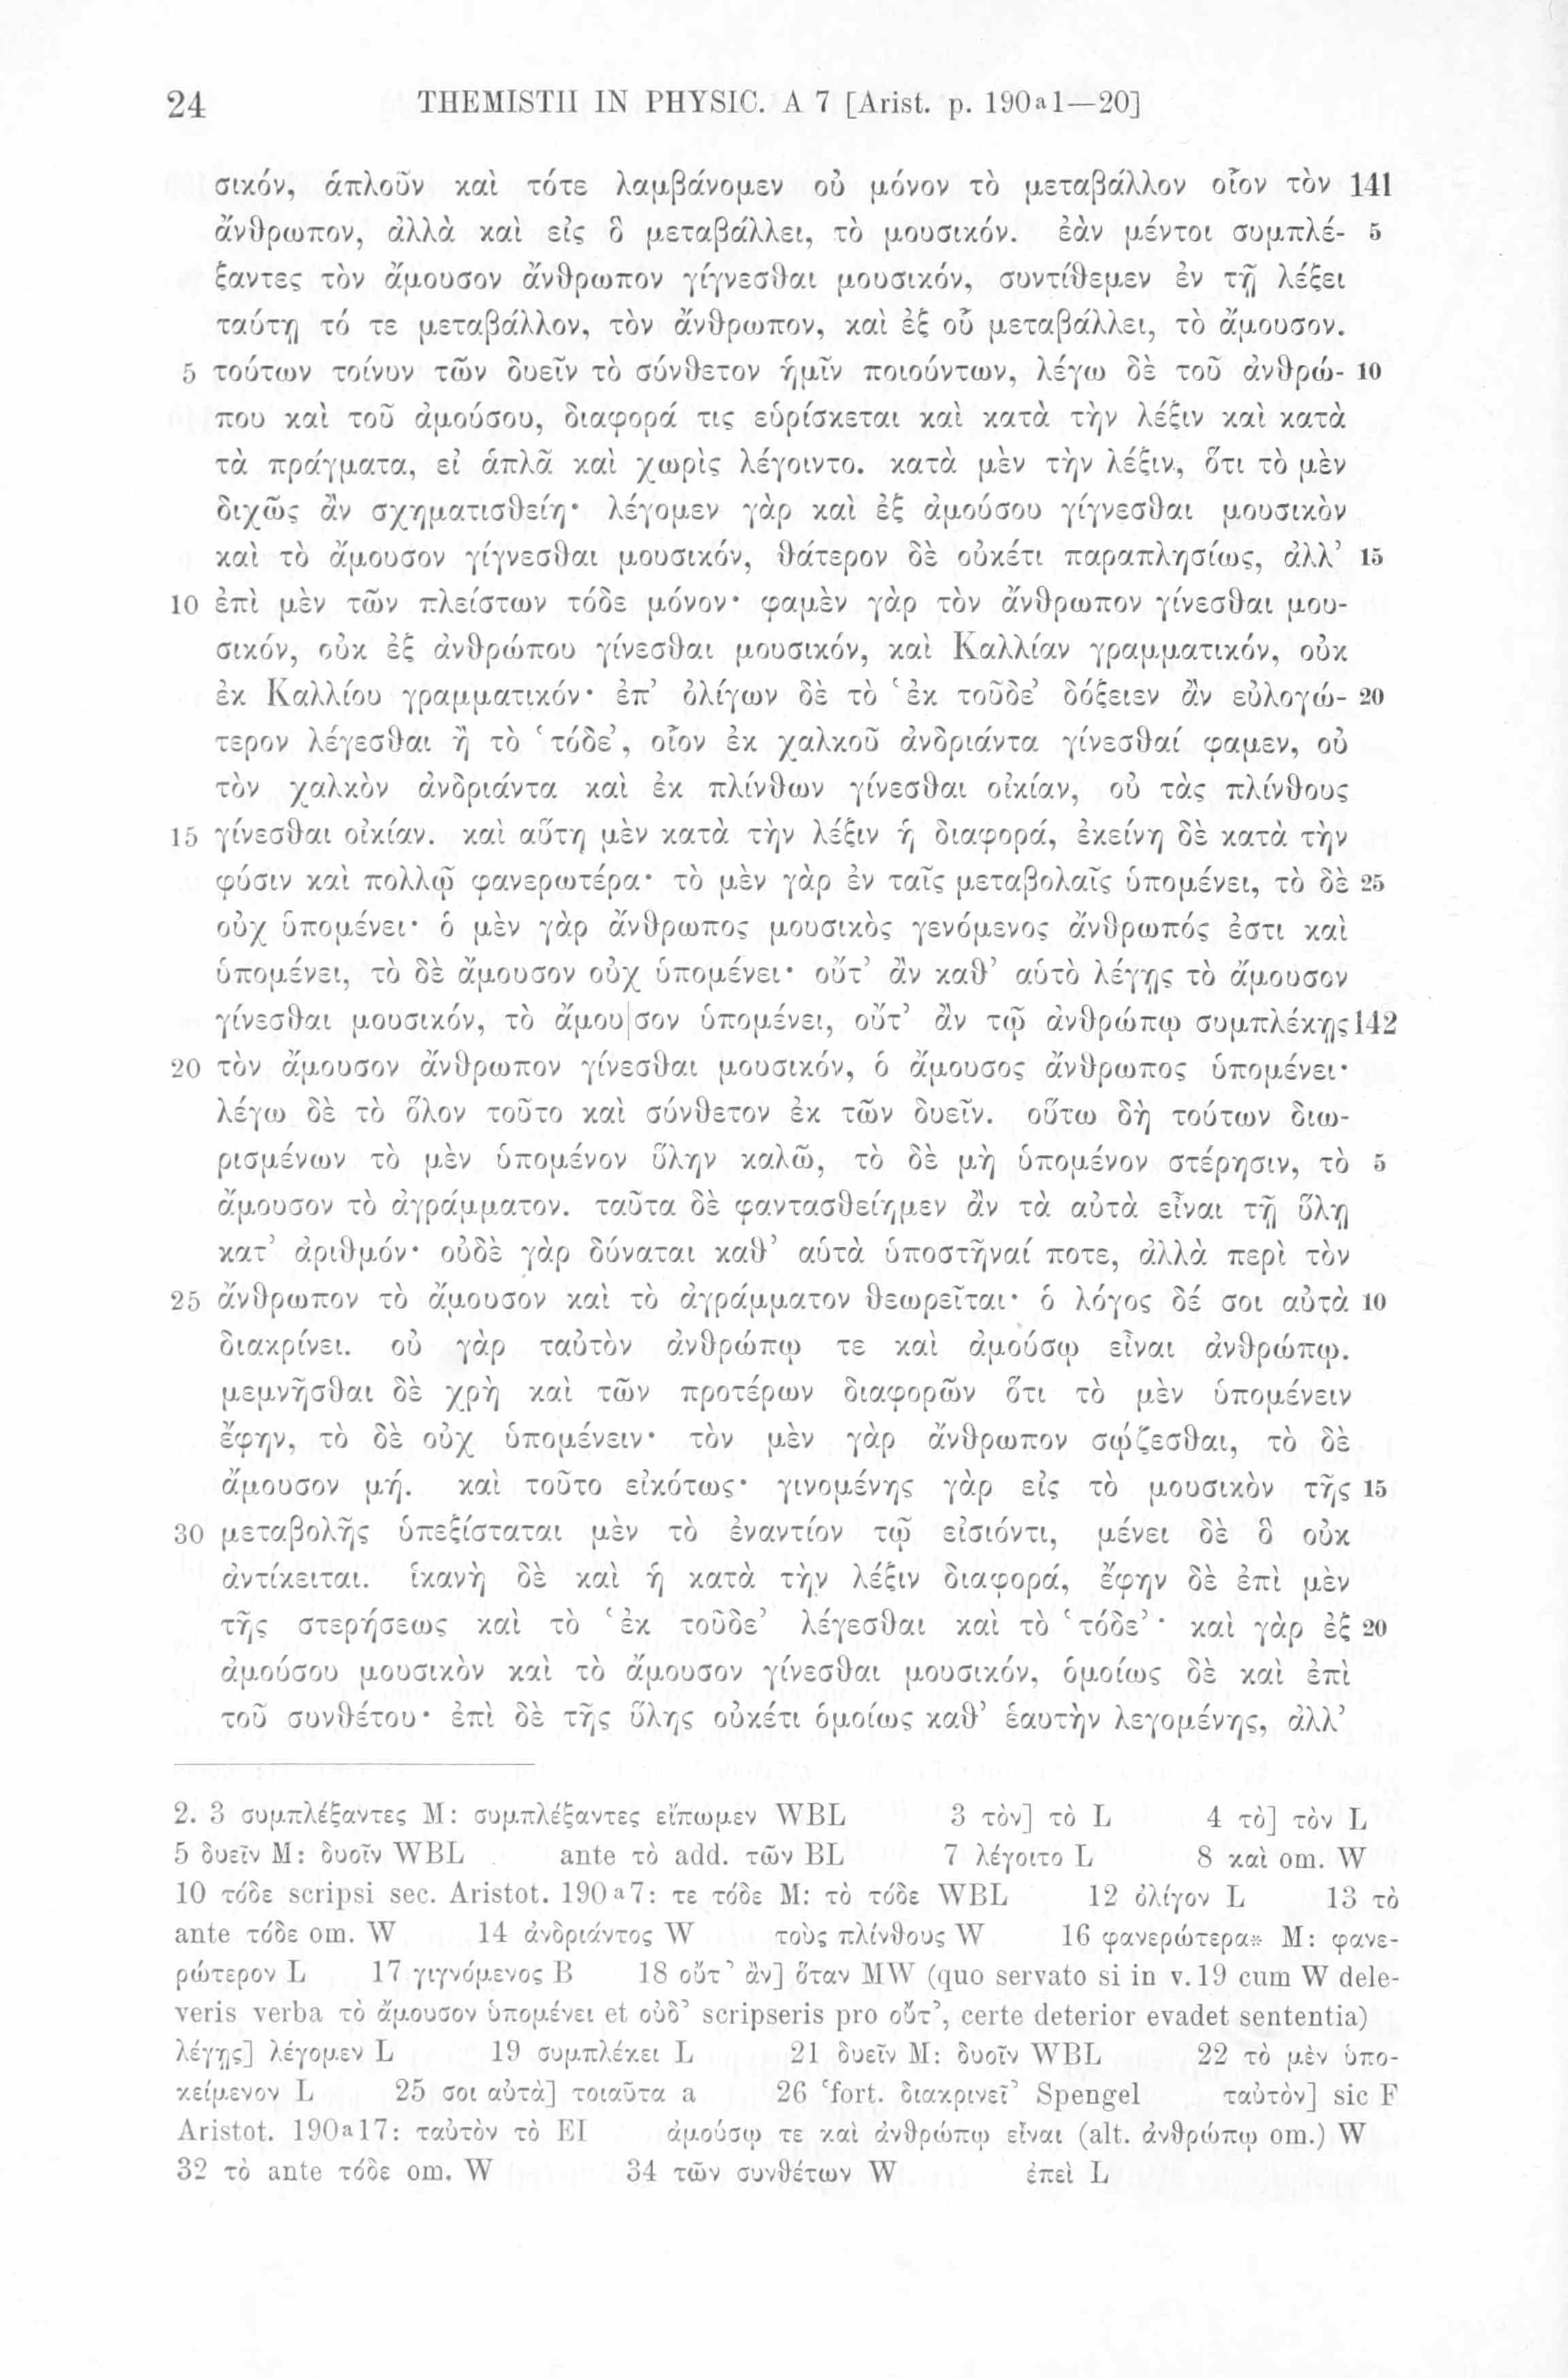 24 THEMISTII IN PHYSIC. A 7 [Arist. p. 190a1—20]
σικόν, ἁπλοῦν καὶ τότε λαμβάνομεν οὐ μόνον τὸ μεταβάλλον οἷον τὸν 141
ἄνθρωπον, ἀλλὰ καὶ εἰς ὃ μεταβάλλει, τὸ μουσικόν. ἐὰν μέντοι συμπλέ- 5
ξαντες τὸν ἄμουσον ἄνθρωπον γίγνεσθαι μουσικόν, συντίθεμεν ἐν τῇ λέξει
ταύτῃ τό τε μεταβάλλον, τὸν ἄνθρωπον, καὶ ἐξ οὗ μεταβάλλει, τὸ ἄμουσον.
5 τούτων τοίνυν τῶν δυεῖν τὸ σύνθετον ἡμῖν ποιούντων, λέγω δὲ τοῦ ἀνθρώ- 10
που καὶ τοῦ ἀμούσου, διαφορά τις εὑρίσκεται καὶ κατὰ τὴν λέξιν καὶ κατὰ
τὰ πράγματα, εἰ ἁπλᾶ καὶ χωρὶς λέγοιντο. κατὰ μὲν τὴν λέξιν, ὅτι τὸ μὲν
διχῶς ἂν σχηματισθείη· λέγομεν γὰρ καὶ ἐξ ἀμούσου γίγνεσθαι μουσικὸν
καὶ τὸ ἄμουσον γίγνεσθαι μουσικόν, θάτερον δὲ οὐκέτι παραπλησίως, ἀλλ’ 15
10 ἐπὶ μὲν τῶν πλείστων τόδε μόνον· φαμὲν γὰρ τὸν ἄνθρωπον γίνεσθαι μου-
σικόν, οὐκ ἐξ ἀνθρώπου γίνεσθαι μουσικόν, καὶ Καλλίαν γραμματικόν, οὐκ
ἐκ Καλλίου γραμματικόν· ἐπ’ ὀλίγων δὲ τὸ ‘ἐκ τοῦδε’ δόξειεν ἂν εὐλογώ- 20
τερον λέγεσθαι ἢ τὸ ‘τόδε’, οἷον ἐκ χαλκοῦ ἀνδριάντα γίνεσθαί φαμεν, οὐ
τὸν χαλκὸν ἀνδριάντα καὶ ἐκ πλίνθων γίνεσθαι οἰκίαν, οὐ τὰς πλίνθους
15 γίνεσθαι οἰκίαν. καὶ αὕτη μὲν κατὰ τὴν λέξιν ἡ διαφορά, ἐκείνη δὲ κατὰ τὴν
φύσιν καὶ πολλῷ φανερωτέρα· τὸ μὲν γὰρ ἐν ταῖς μεταβολαῖς ὑπομένει, τὸ δὲ 25
οὐχ ὑπομένει· ὁ μὲν γὰρ ἄνθρωπος μουσικὸς γενόμενος ἄνθρωπός ἐστι καὶ
ὑπομένει, τὸ δὲ ἄμουσον οὐχ ὑπομένει· οὔτ’ ἂν καθ’ αὑτὸ λέγῃς τὸ ἄμουσον
γίνεσθαι μουσικόν, τὸ ἄμου|σον ὑπομένει, οὔτ’ ἂν τῷ ἀνθρώπῳ συμπλέκῃς 142
20 τὸν ἄμουσον ἄνθρωπον γίνεσθαι μουσικόν, ὁ ἄμουσος ἄνθρωπος ὑπομένει·
λέγω δὲ τὸ ὅλον τοῦτο καὶ σύνθετον ἐκ τῶν δυεῖν. οὕτω δὴ τούτων διω-
ρισμένων τὸ μὲν ὑπομένον ὕλην καλῶ, τὸ δὲ μὴ ὑπομένον στέρησιν, τὸ 5
ἄμουσον τὸ ἀγράμματον. ταῦτα δὲ φαντασθείημεν ἂν τὰ αὐτὰ εἶναι τῇ ὕλῃ
κατ’ ἀριθμόν· οὐδὲ γὰρ δύναται καθ’ αὑτὰ ὑποστῆναί ποτε, ἀλλὰ περὶ τὸν
25 ἄνθρωπον τὸ ἄμουσον καὶ τὸ ἀγράμματον θεωρεῖται· ὁ λόγος δέ σοι αὐτὰ 10
διακρίνει. οὐ γὰρ ταὐτὸν ἀνθρώπῳ τε καὶ ἀμούσῳ εἶναι ἀνθρώπῳ.
μεμνῆσθαι δὲ χρὴ καὶ τῶν προτέρων διαφορῶν ὅτι τὸ μὲν ὑπομένειν
ἔφην, τὸ δὲ οὐχ ὑπομένειν· τὸν μὲν γὰρ ἄνθρωπον σῴζεσθαι, τὸ δὲ
ἄμουσον μή. καὶ τοῦτο εἰκότως· γινομένης γὰρ εἰς τὸ μουσικὸν τῆς 15
30 μεταβολῆς ὑπεξίσταται μὲν τὸ ἐναντίον τῷ εἰσιόντι, μένει δὲ ὃ οὐκ
ἀντίκειται. ἱκανὴ δὲ καὶ ἡ κατὰ τὴν λέξιν διαφορά, ἔφην δὲ ἐπὶ μὲν
τῆς στερήσεως καὶ τὸ ‘ἐκ τοῦδε’ λέγεσθαι καὶ τὸ ‘τόδε’· καὶ γὰρ ἐξ 20
ἀμούσου μουσικὸν καὶ τὸ ἄμουσον γίνεσθαι μουσικόν, ὁμοίως δὲ καὶ ἐπὶ
τοῦ συνθέτου· ἐπὶ δὲ τῆς ὕλης οὐκέτι ὁμοίως καθ’ ἑαυτὴν λεγομένης, ἀλλ’
2. 3 συμπλέξαντες M: συμπλέξαντες εἴπωμεν WBL 3 τὸν] τὸ L 4 τὸ] τὸν L
5 δυεῖν M: δυοῖν WBL ante τὸ add. τῶν BL 7 λέγοιτο L 8 καὶ om. W
10 τόδε scripsi sec. Aristot. 190a7: τε τόδε M: τὸ τόδε WBL 12 ὀλίγον L 13 τὸ
ante τόδε om. W 14 ἀνδριάντος W τοὺς πλίνθους W 16 φανερώτερα* M: φανε-
ρώτερον L 17 γιγνόμενος B 18 οὔτ’ ἂν] ὅταν MW (quo servato si in v. 19 cum W dele-
veris verba τὸ ἄμουσον ὑπομένει et οὐδ’ scripseris pro οὔτ’, certe deterior evadet sententia)
λέγῃς] λέγομεν L 19 συμπλέκει L 21 δυεῖν M: δυοῖν WBL 22 τὸ μὲν ὑπο-
κείμενον L 25 σοι αὐτὰ] τοιαῦτα a 26 ‘fort. διακρινεῖ’ Spengel ταὐτὸν] sic F
Aristot. 190a17: ταὐτὸν τὸ EI ἀμούσῳ τε καὶ ἀνθρώπῳ εἶναι (alt. ἀνθρώπῳ om.) W
32 τὸ ante τόδε om. W 34 τῶν συνθέτων W ἐπεὶ L